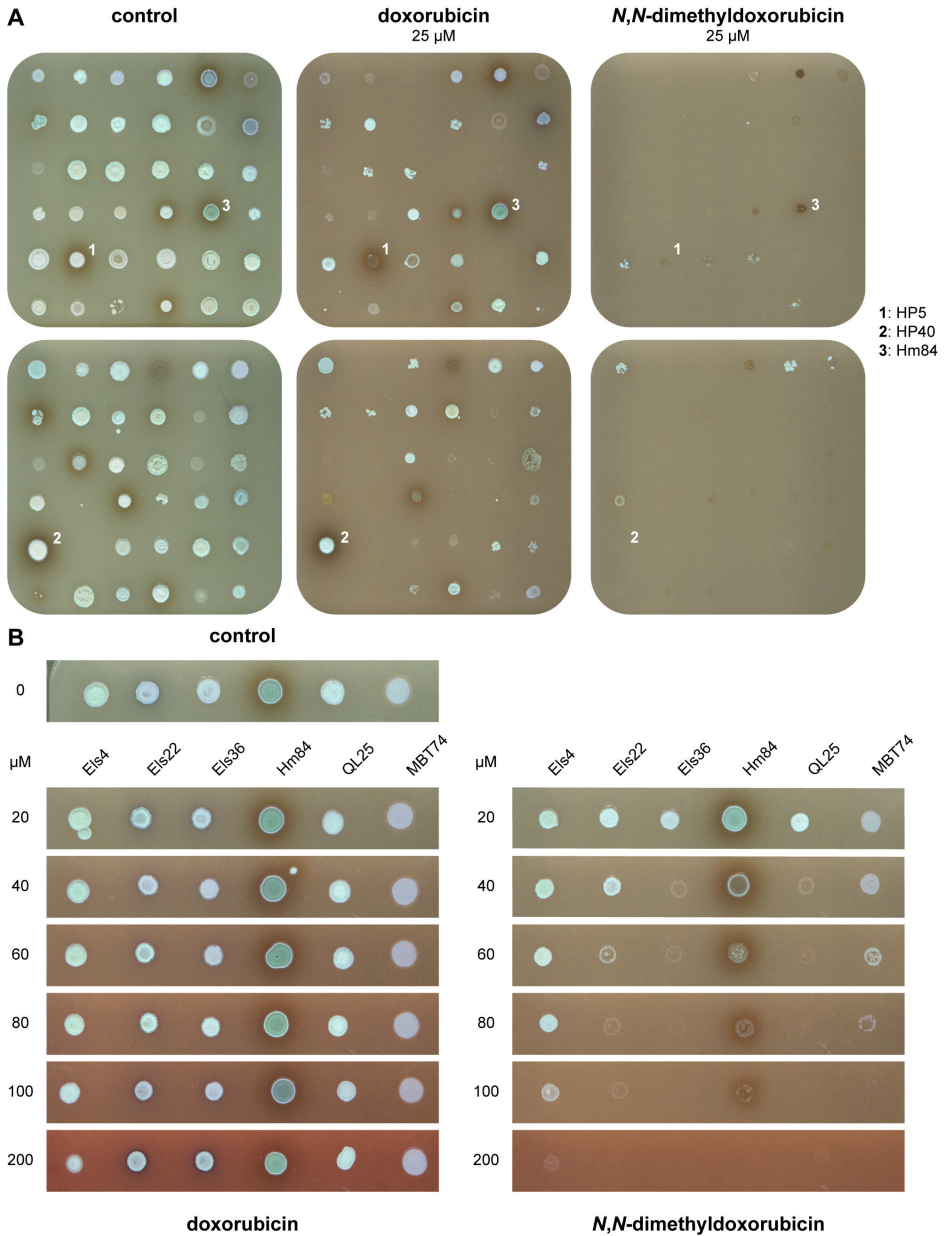 A
control
doxorubicin
25 µM
N,N-dimethyldoxorubicin
25 µM
3
1
3
1
3
1
1: HP5
2: HP40
3: Hm84
2
2
2
B
control
0
µM
Els4
Els22
Els36
Hm84
QL25
MBT74
20
40
60
80
100
200
doxorubicin
µM
Els4
Els22
Els36
Hm84
QL25
MBT74
20
40
60
80
100
200
N,N-dimethyldoxorubicin